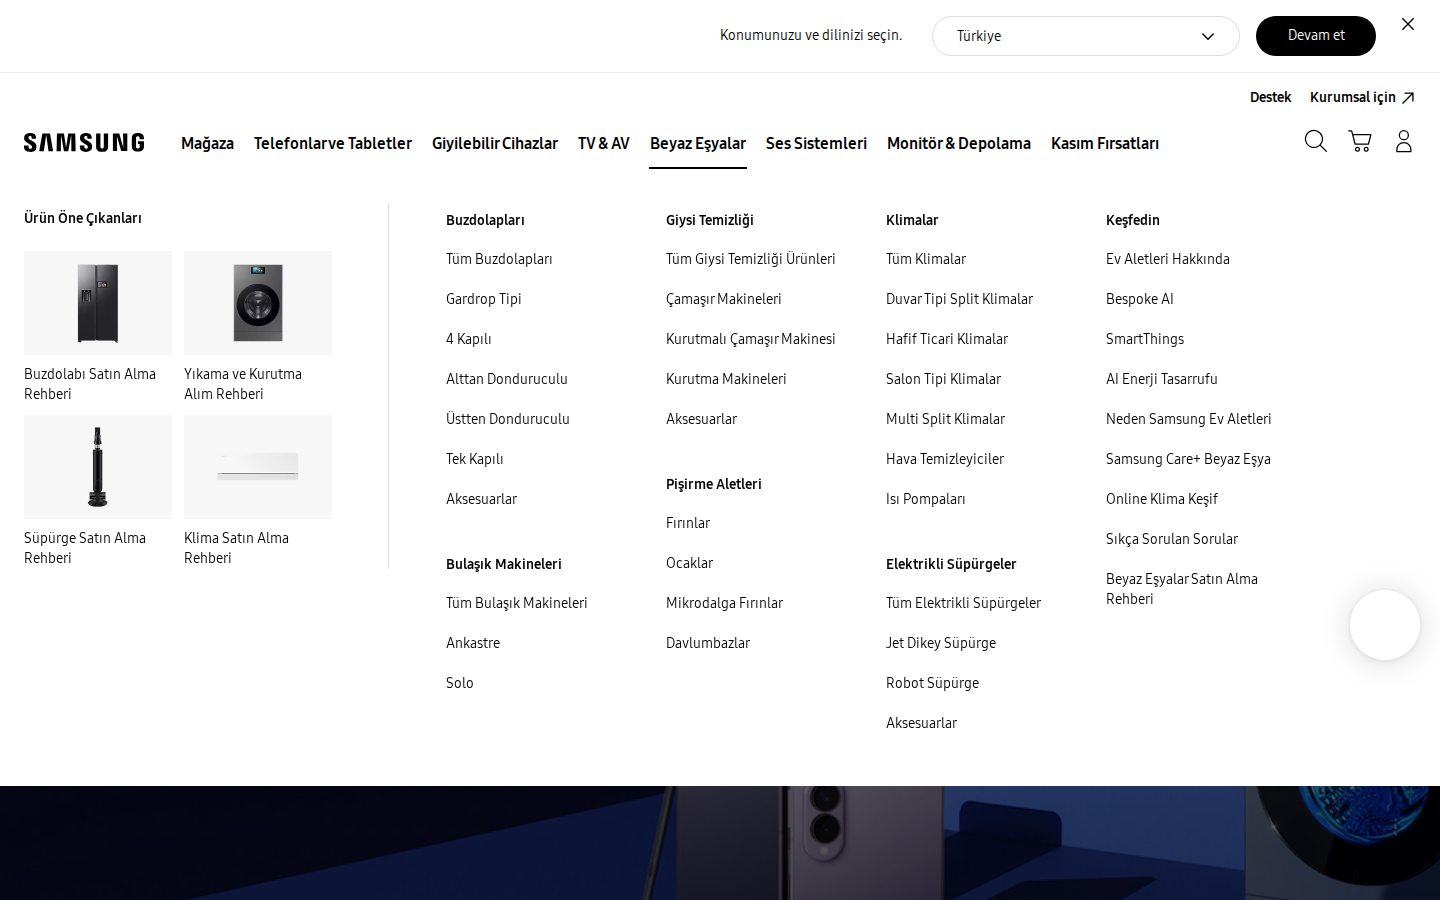 Konumunuzu ve dilinizi seçin.
Türkiye
Devam et
Destek
Kurumsal için
SAMSUNG
Mağaza
Telefonlar ve Tabletler
Giyilebilir Cihazlar
TV & AV
Beyaz Eşyalar
Ses Sistemleri
Monitör & Depolama
Kasım Fırsatları
Ürün Öne Çıkanları
Buzdolabı Satın Alma
Rehberi
Yıkama ve Kurutma
Alım Rehberi
Süpürge Satın Alma
Rehberi
Klima Satın Alma
Rehberi
Buzdolapları
Tüm Buzdolapları
Gardrop Tipi
4 Kapılı
Alttan Donduruculu
Üstten Donduruculu
Tek Kapılı
Aksesuarlar
Bulaşık Makineleri
Tüm Bulaşık Makineleri
Ankastre
Solo
Giysi Temizliği
Tüm Giysi Temizliği Ürünleri
Çamaşır Makineleri
Kurutmalı Çamaşır Makinesi
Kurutma Makineleri
Aksesuarlar
Pişirme Aletleri
Fırınlar
Ocaklar
Mikrodalga Fırınlar
Davlumbazlar
Klimalar
Tüm Klimalar
Duvar Tipi Split Klimalar
Hafif Ticari Klimalar
Salon Tipi Klimalar
Multi Split Klimalar
Hava Temizleyiciler
Isı Pompaları
Elektrikli Süpürgeler
Tüm Elektrikli Süpürgeler
Jet Dikey Süpürge
Robot Süpürge
Aksesuarlar
Keşfedin
Ev Aletleri Hakkında
Bespoke AI
SmartThings
AI Enerji Tasarrufu
Neden Samsung Ev Aletleri
Samsung Care+ Beyaz Eşya
Online Klima Keşif
Sıkça Sorulan Sorular
Beyaz Eşyalar Satın Alma
Rehberi